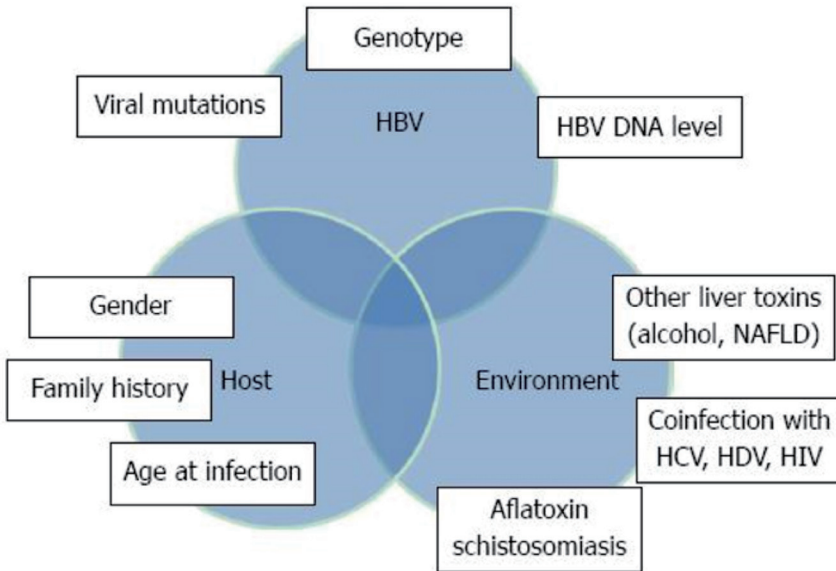 Genotype
Viral mutations
HBV
HBV DNA level
Gender
Other liver toxins
(alcohol, NAFLD)
Family history
Host
Environment
Coinfection with
HCV, HDV, HIV
Age at infection
Aflatoxin
schistosomiasis